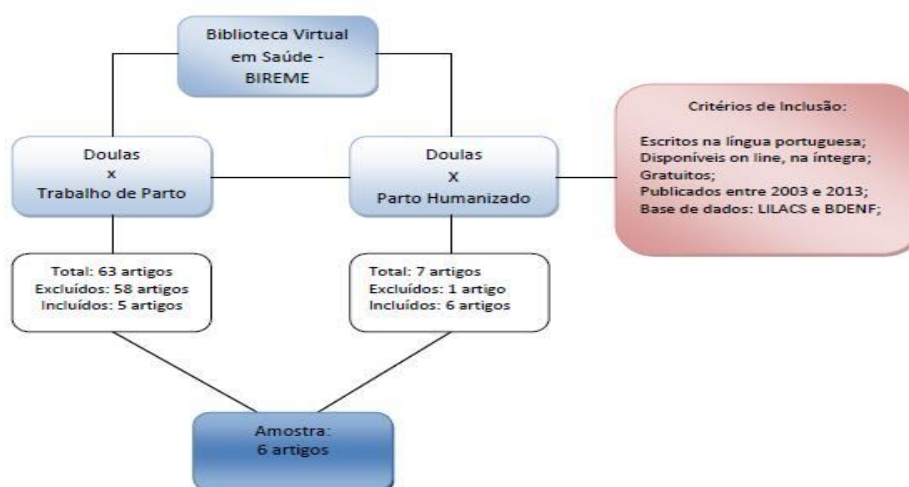 Biblioteca Virtual
em Saúde -
BIREME
Doulas
x
Trabalho de Parto
Doulas
X
Parto Humanizado
Critérios de Inclusão:
Escritos na língua portuguesa;
Disponíveis on line, na íntegra;
Gratuitos;
Publicados entre 2003 e 2013;
Base de dados: LILACS e BDENF;
Total: 63 artigos
Excluídos: 58 artigos
Incluídos: 5 artigos
Total: 7 artigos
Excluídos: 1 artigo
Incluídos: 6 artigos
Amostra:
6 artigos